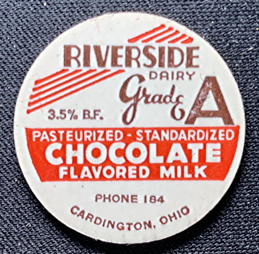 RIVERSIDE
DAIRY
Grade A
3.5% B.F.
PASTEURIZED - STANDARDIZED
CHOCOLATE
FLAVORED MILK
PHONE 184
CARDINGTON, OHIO